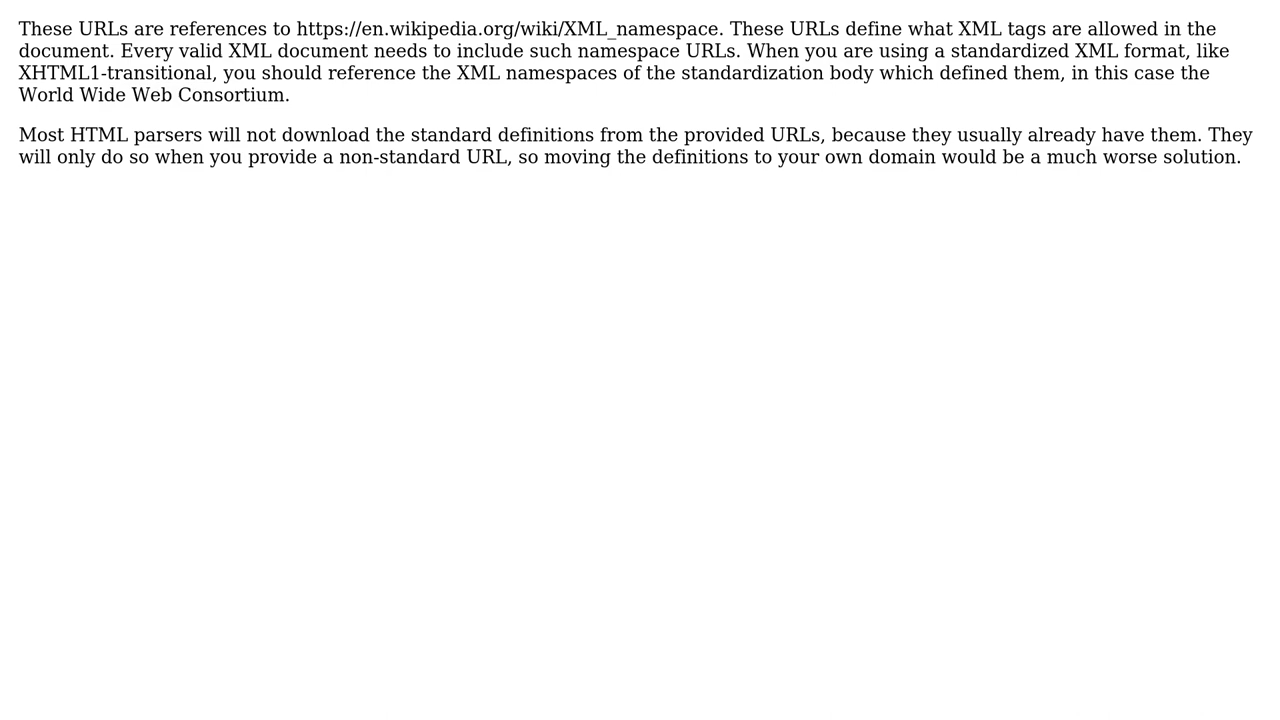 These URLs are references to https://en.wikipedia.org/wiki/XML_namespace. These URLs define what XML tags are allowed in the
document. Every valid XML document needs to include such namespace URLs. When you are using a standardized XML format, like
XHTML1-transitional, you should reference the XML namespaces of the standardization body which defined them, in this case the
World Wide Web Consortium.
Most HTML parsers will not download the standard definitions from the provided URLs, because they usually already have them. They
will only do so when you provide a non-standard URL, so moving the definitions to your own domain would be a much worse solution.